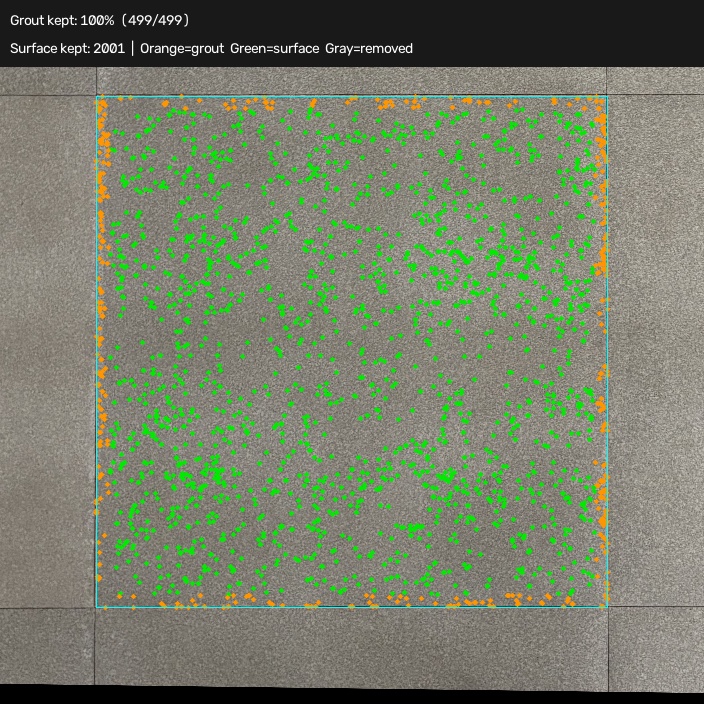 Grout kept: 100% (499/499)
Surface kept: 2001 | Orange=grout Green=surface Gray=removed